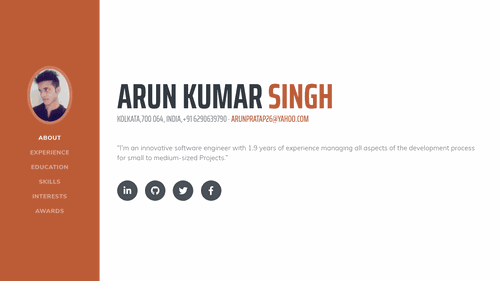 ABOUT
EXPERIENCE
EDUCATION
SKILLS
INTERESTS
AWARDS
ARUN KUMAR SINGH
KOLKATA,700 064, INDIA,+91 6290639790 · ARUNPRATAP26@YAHOO.COM
"I'm an innovative software engineer with 1.9 years of experience managing all aspects of the development process
for small to medium-sized Projects."